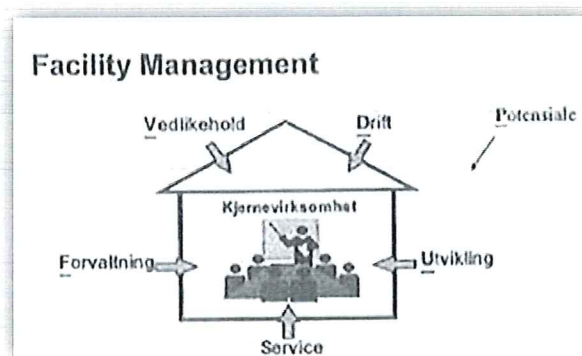 Facility Management
Vedlikehold
Drift
Potensiale
Kjernevirksomhet
Forvaltning
Utvikling
Service